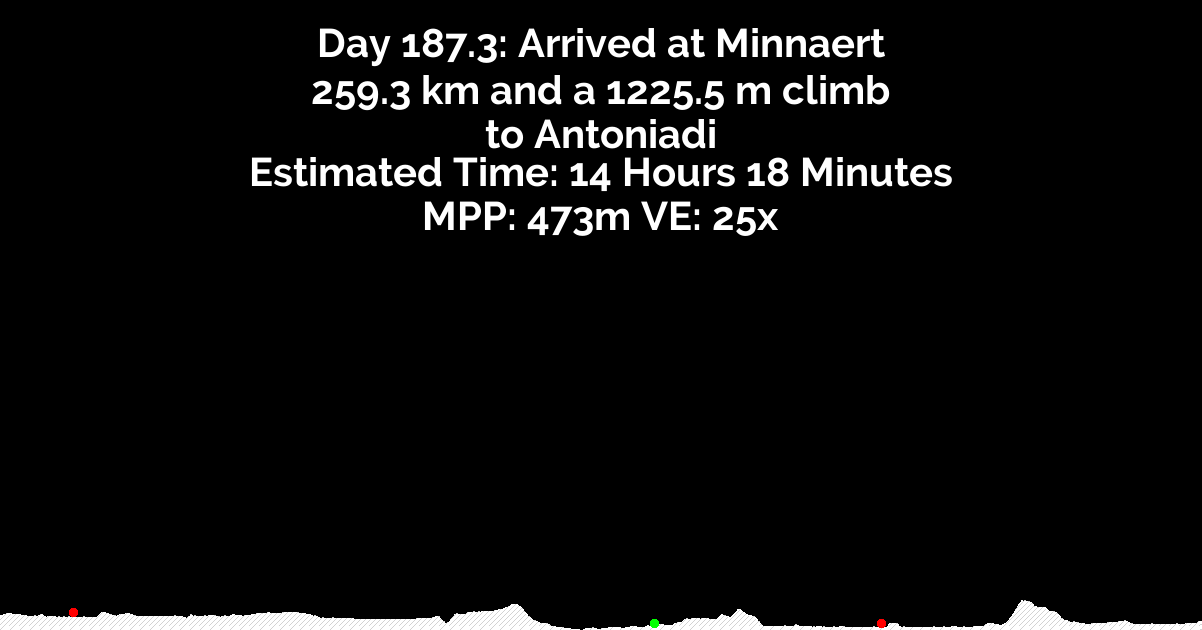 Day 187.3: Arrived at Minnaert
259.3 km and a 1225.5 m climb
to Antoniadi
Estimated Time: 14 Hours 18 Minutes
MPP: 473m VE: 25x